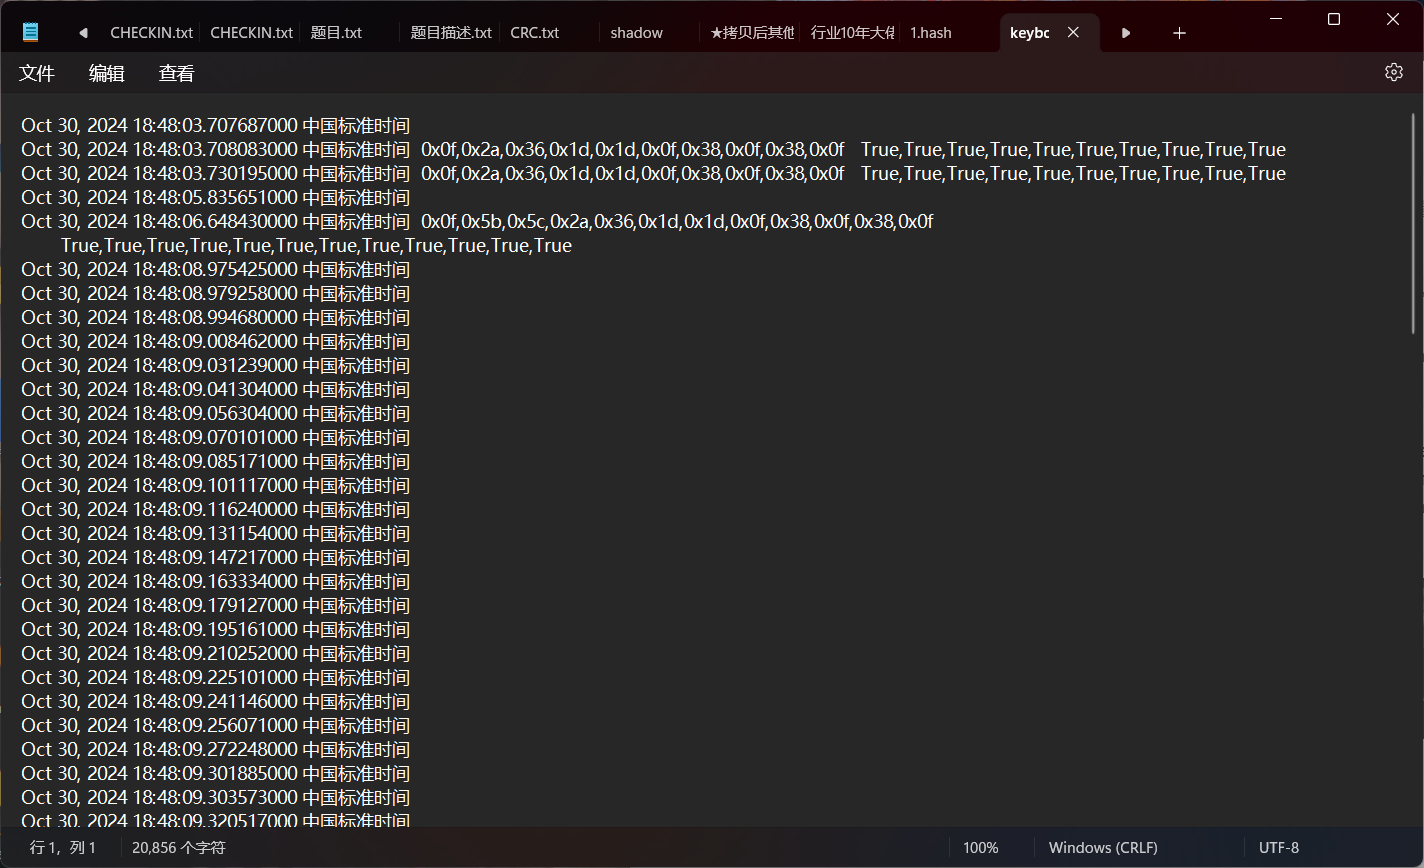 CHECKIN.txt CHECKIN.txt 题目.txt 题目描述.txt CRC.txt shadow ★拷贝后其他 行业10年大 1.hash keybc
文件 编辑 查看
Oct 30, 2024 18:48:03.707687000 中国标准时间
Oct 30, 2024 18:48:03.708083000 中国标准时间 0x0f,0x2a,0x36,0x1d,0x1d,0x0f,0x38,0x0f,0x38,0x0f True,True,True,True,True,True,True,True,True,True
Oct 30, 2024 18:48:03.730195000 中国标准时间 0x0f,0x2a,0x36,0x1d,0x1d,0x0f,0x38,0x0f,0x38,0x0f True,True,True,True,True,True,True,True,True,True
Oct 30, 2024 18:48:05.835651000 中国标准时间
Oct 30, 2024 18:48:06.648430000 中国标准时间 0x0f,0x5b,0x5c,0x2a,0x36,0x1d,0x1d,0x0f,0x38,0x0f,0x38,0x0f
True,True,True,True,True,True,True,True,True,True,True,True
Oct 30, 2024 18:48:08.975425000 中国标准时间
Oct 30, 2024 18:48:08.979258000 中国标准时间
Oct 30, 2024 18:48:08.994680000 中国标准时间
Oct 30, 2024 18:48:09.008462000 中国标准时间
Oct 30, 2024 18:48:09.031239000 中国标准时间
Oct 30, 2024 18:48:09.041304000 中国标准时间
Oct 30, 2024 18:48:09.056304000 中国标准时间
Oct 30, 2024 18:48:09.070101000 中国标准时间
Oct 30, 2024 18:48:09.085171000 中国标准时间
Oct 30, 2024 18:48:09.101117000 中国标准时间
Oct 30, 2024 18:48:09.116240000 中国标准时间
Oct 30, 2024 18:48:09.131154000 中国标准时间
Oct 30, 2024 18:48:09.147217000 中国标准时间
Oct 30, 2024 18:48:09.163334000 中国标准时间
Oct 30, 2024 18:48:09.179127000 中国标准时间
Oct 30, 2024 18:48:09.195161000 中国标准时间
Oct 30, 2024 18:48:09.210252000 中国标准时间
Oct 30, 2024 18:48:09.225101000 中国标准时间
Oct 30, 2024 18:48:09.241146000 中国标准时间
Oct 30, 2024 18:48:09.256071000 中国标准时间
Oct 30, 2024 18:48:09.272248000 中国标准时间
Oct 30, 2024 18:48:09.301885000 中国标准时间
Oct 30, 2024 18:48:09.303573000 中国标准时间
Oct 30, 2024 18:48:09.320517000 中国标准时间
行 1，列 1 20,856 个字符 100% Windows (CRLF) UTF-8